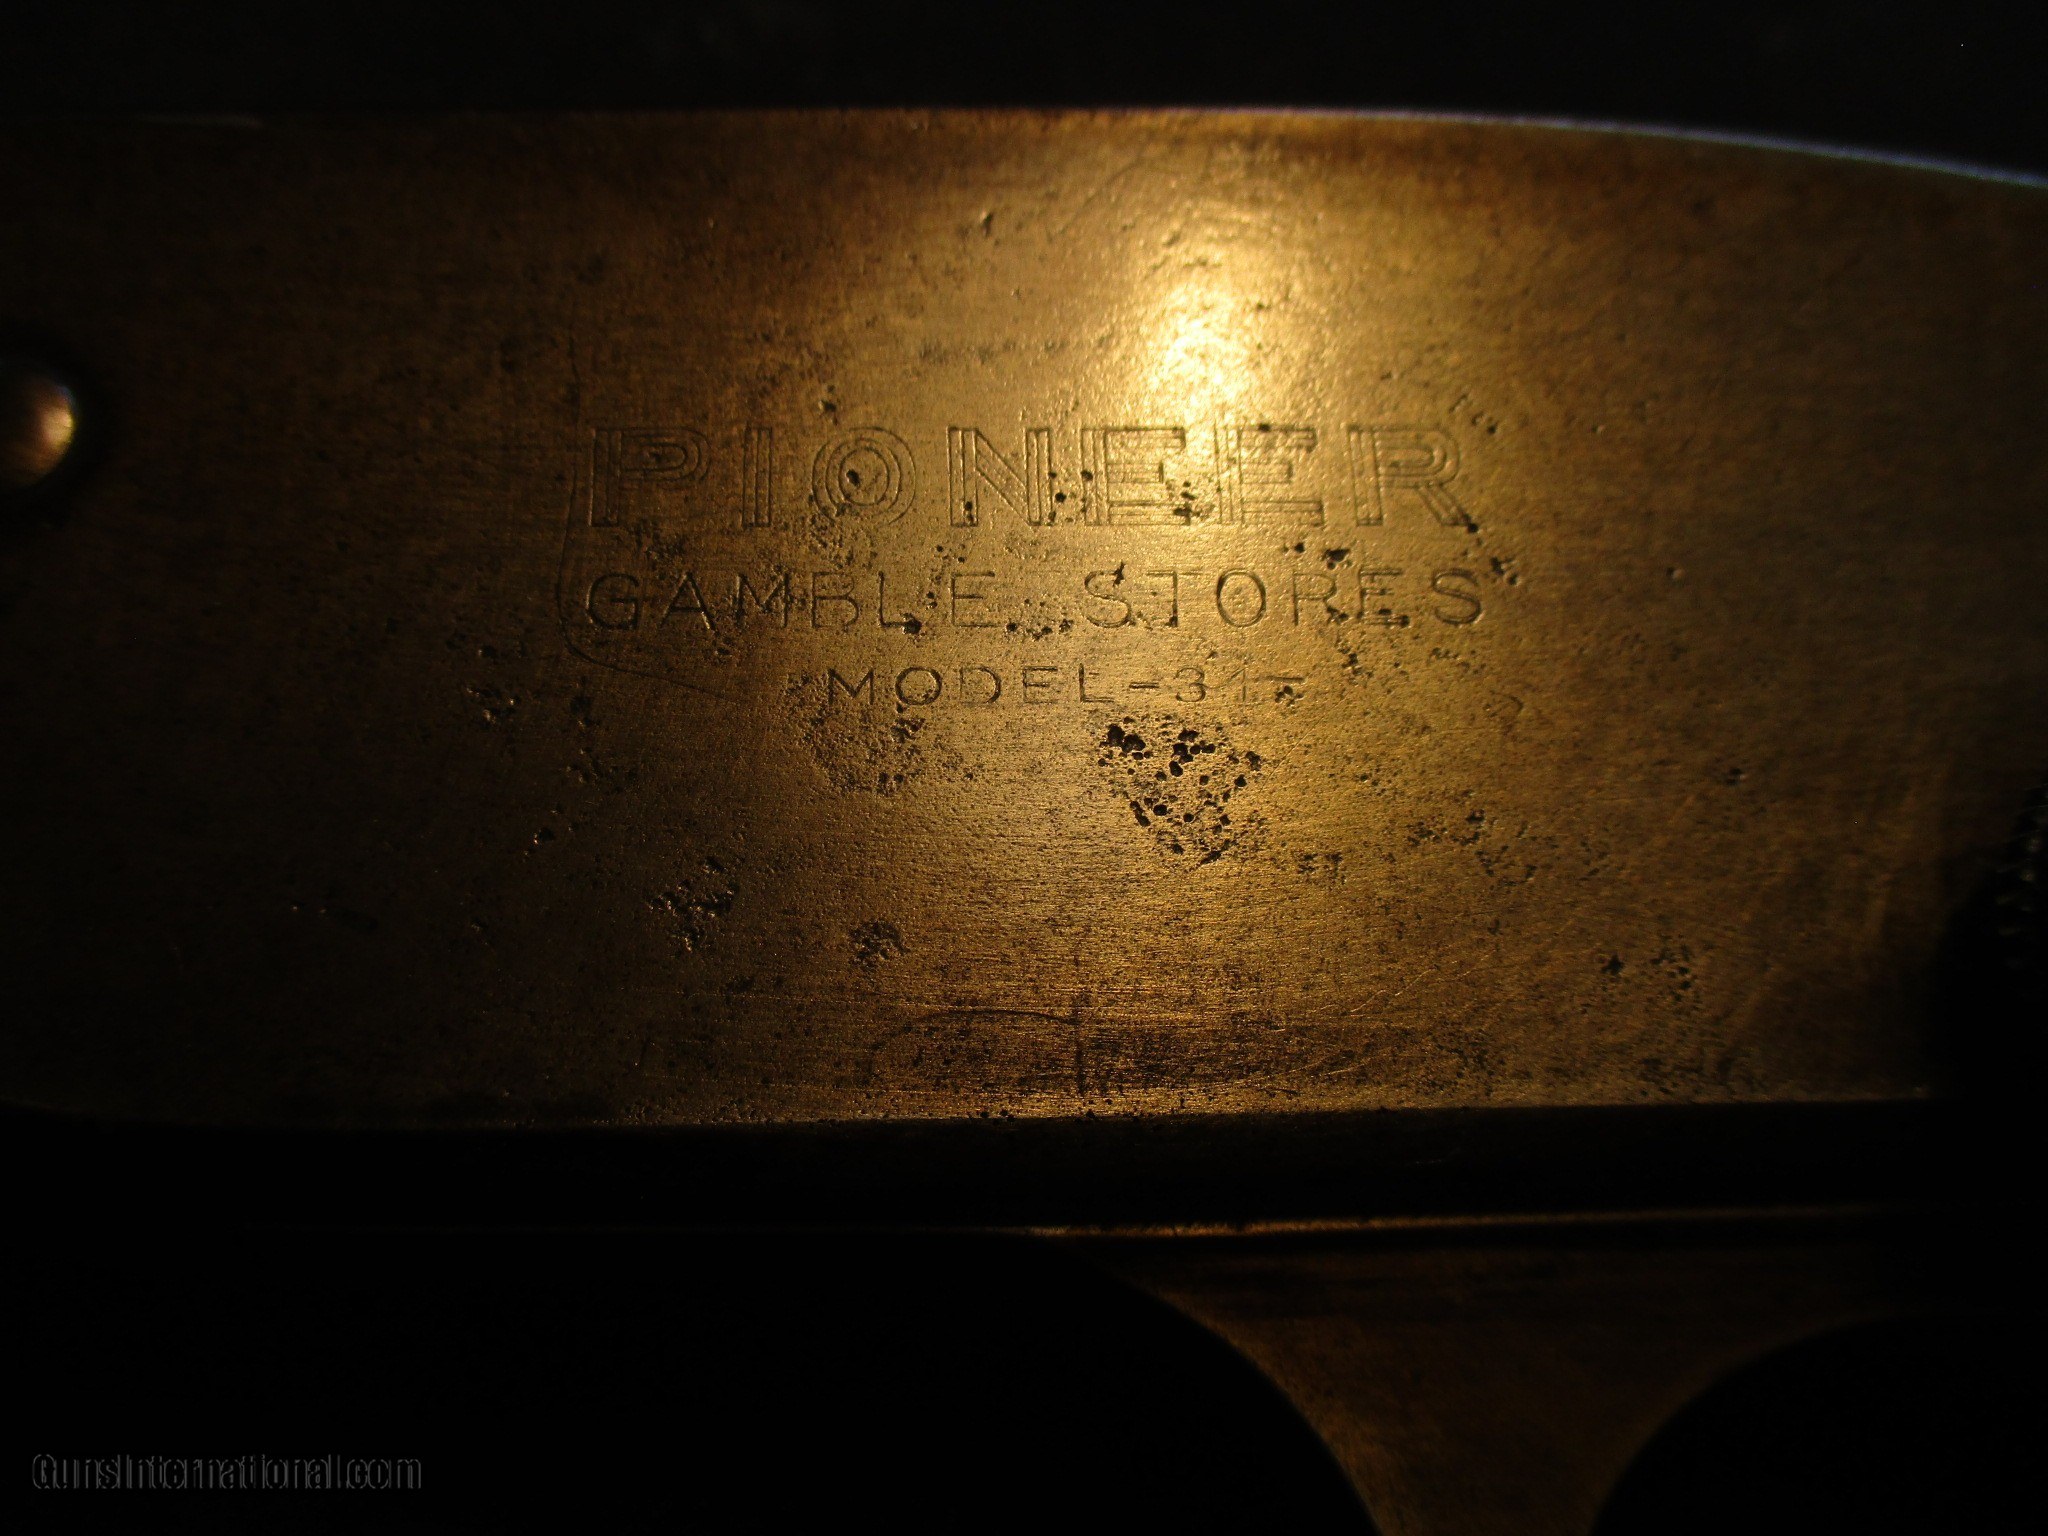 PIONEER
GAMBLE STORES
MODEL-31-
GunsInternational.com